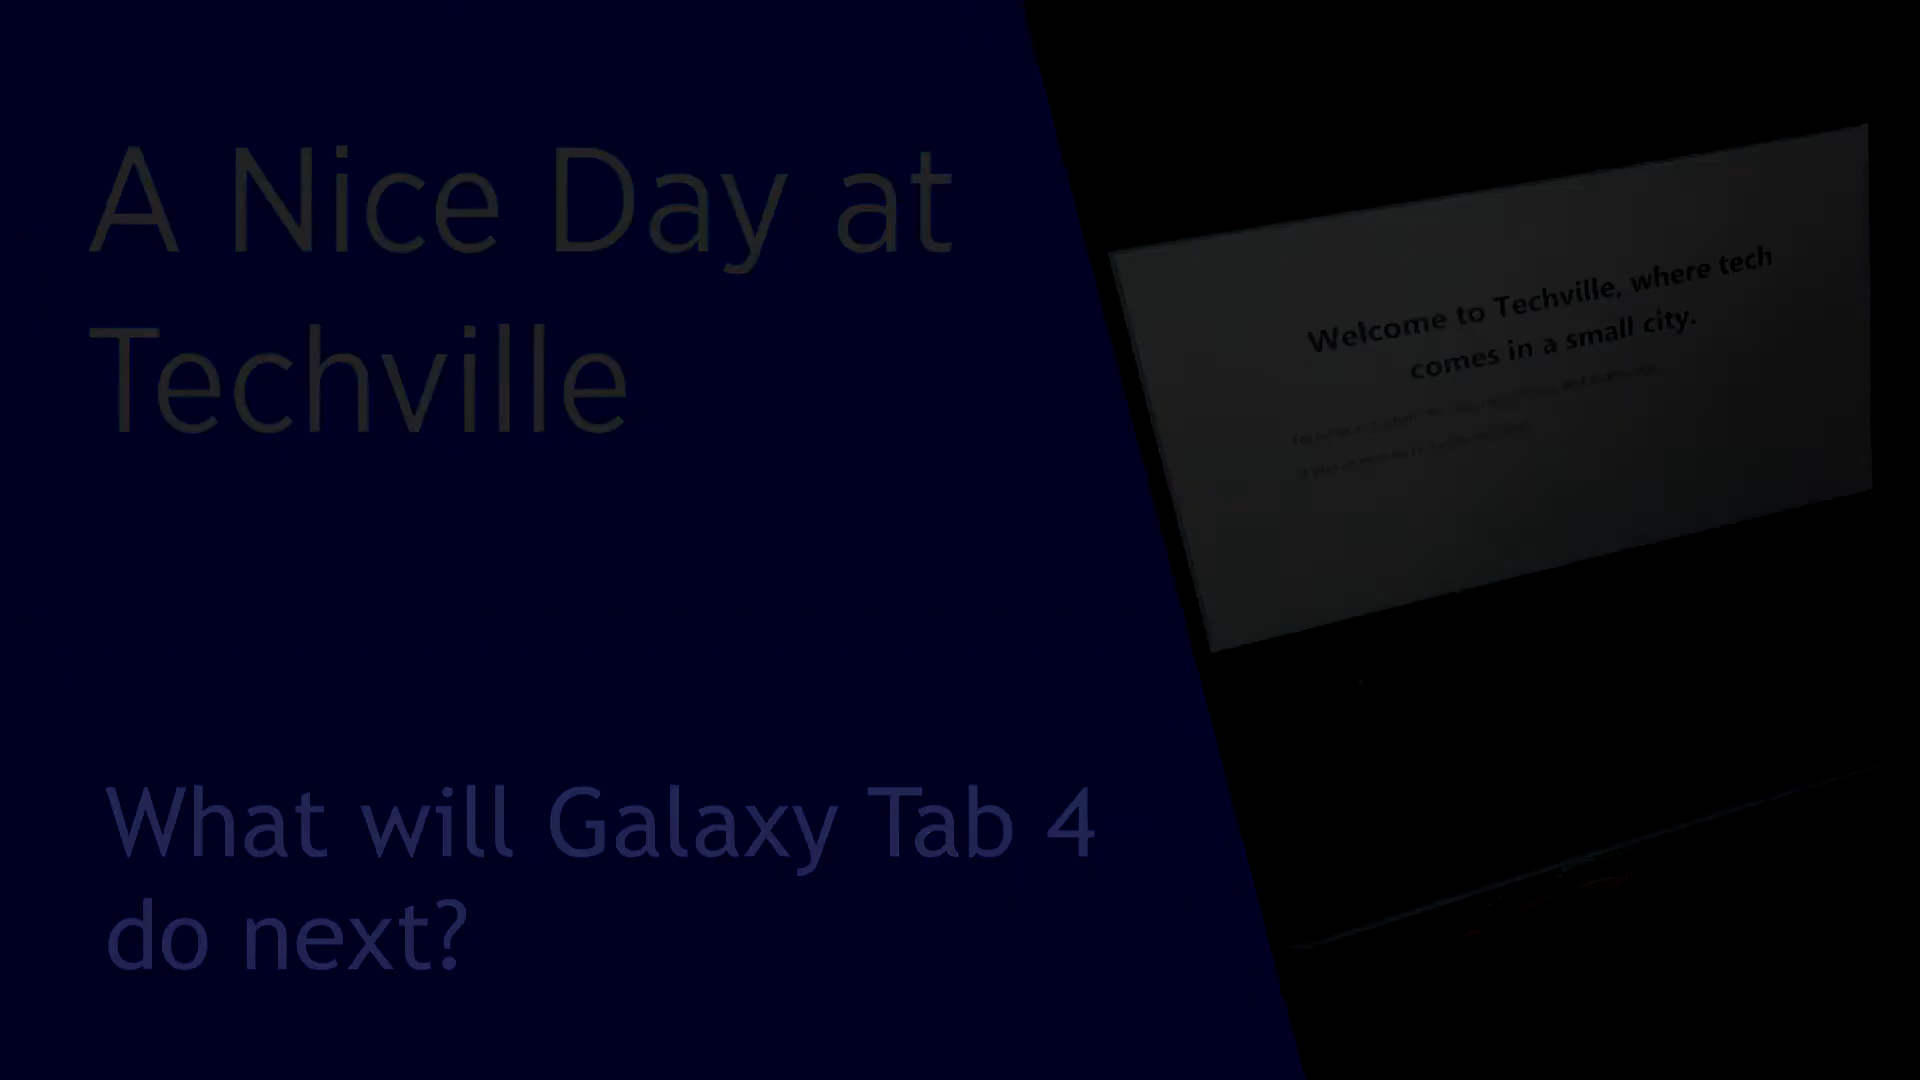 A Nice Day at
Techville
Welcome to Techville, where tech
comes in a small city.
What will Galaxy Tab 4
do next?